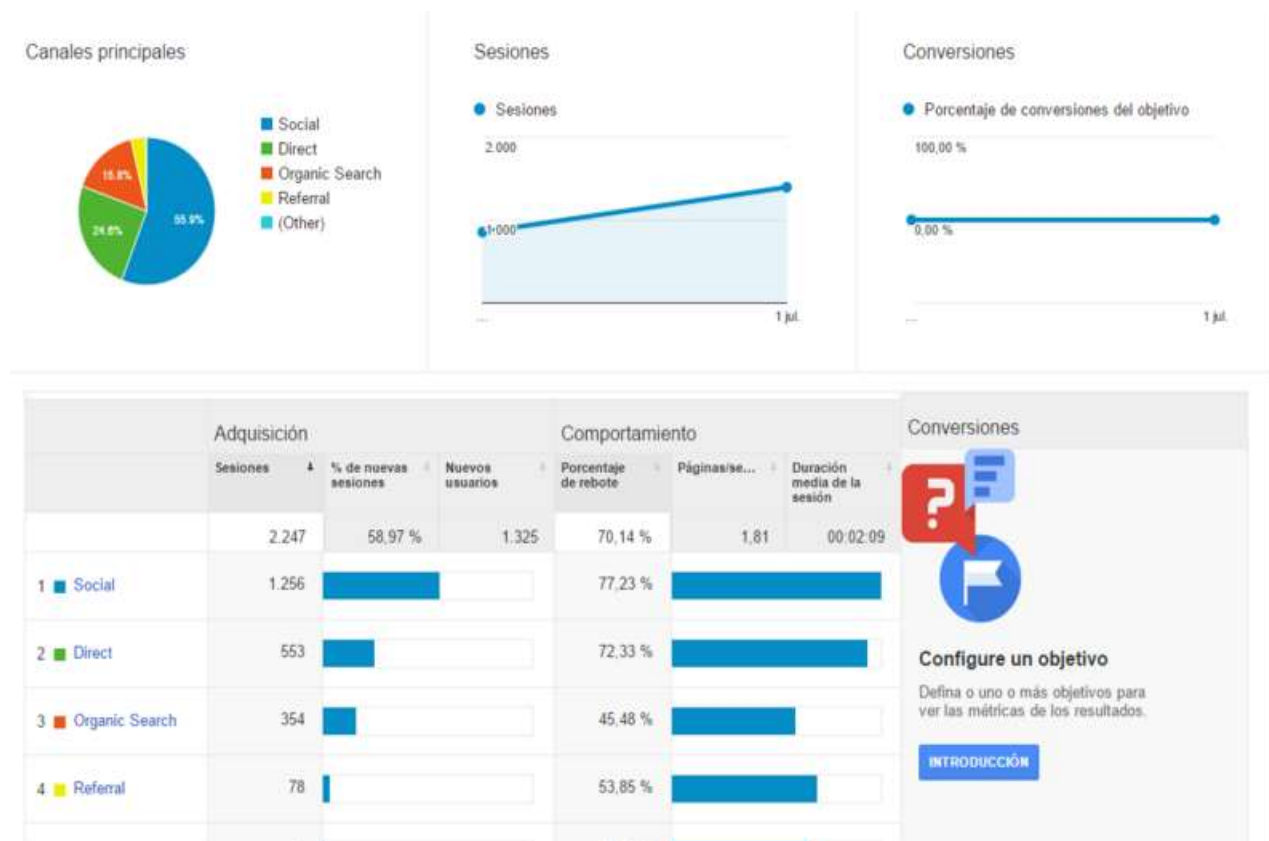 Canales principales
Social
Direct
Organic Search
Referral
(Other)
55.9%
24.6%
15.8%
Sesiones
Sesiones
2.000
1.000
...
1 jul.
Conversiones
Porcentaje de conversiones del objetivo
100,00 %
0,00 %
...
1 jul.
Adquisición
Comportamiento
Conversiones
Sesiones
% de nuevas
sesiones
Nuevos
usuarios
Porcentaje
de rebote
Páginas/se...
Duración
media de la
sesión
2.247
58,97 %
1.325
70,14 %
1,81
00:02:09
1 Social 1.256 77,23 %
2 Direct 553 72,33 %
3 Organic Search 354 45,48 %
4 Referral 78 53,85 %
?
Configure un objetivo
Defina o uno o más objetivos para
ver las métricas de los resultados.
INTRODUCCIÓN